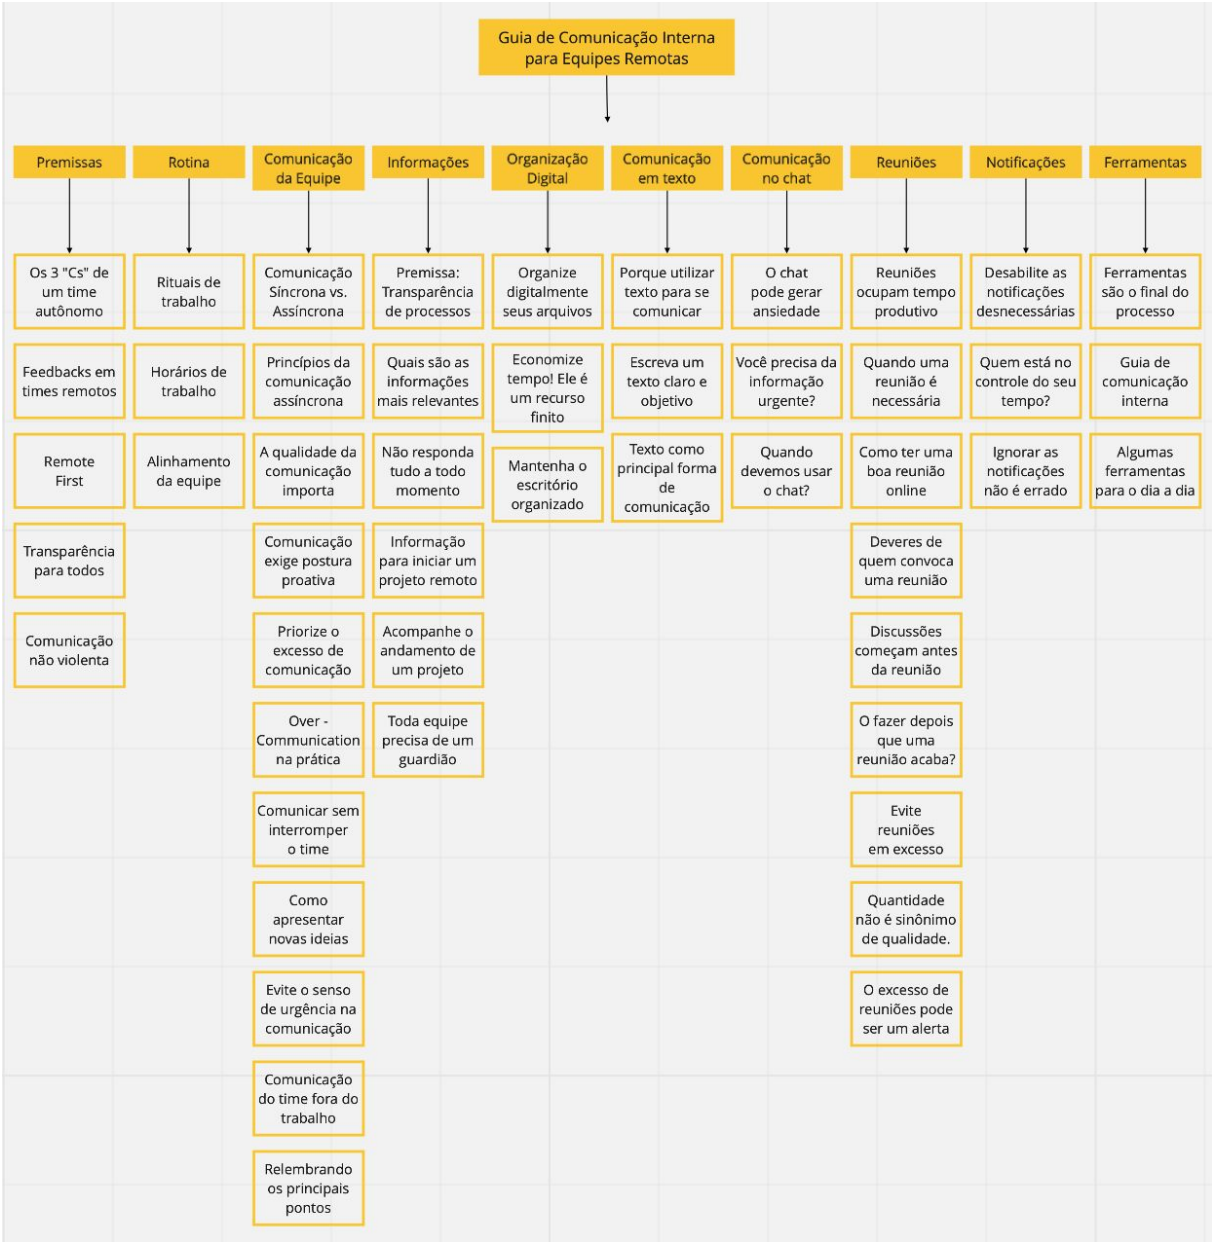 Guia de Comunicação Interna
para Equipes Remotas
Premissas
Os 3 "Cs" de
um time
autônomo
Feedbacks em
times remotos
Remote
First
Transparência
para todos
Comunicação
não violenta
Rotina
Rituais de
trabalho
Horários de
trabalho
Alinhamento
da equipe
Comunicação
da Equipe
Comunicação
Síncrona vs.
Assíncrona
Princípios da
comunicação
assíncrona
A qualidade da
comunicação
importa
Comunicação
exige postura
proativa
Priorize o
excesso de
comunicação
Over -
Communication
na prática
Comunicar sem
interromper
o time
Como
apresentar
novas ideias
Evite o senso
de urgência na
comunicação
Comunicação
do time fora do
trabalho
Relembrando
os principais
pontos
Informações
Premissa:
Transparência
de processos
Quais são as
informações
mais relevantes
Não responda
tudo a todo
momento
Informação
para iniciar um
projeto remoto
Acompanhe o
andamento de
um projeto
Toda equipe
precisa de um
guardião
Organização
Digital
Organize
digitalmente
seus arquivos
Economize
tempo! Ele é
um recurso
finito
Mantenha o
escritório
organizado
Comunicação
em texto
Porque utilizar
texto para se
comunicar
Escreva um
texto claro e
objetivo
Texto como
principal forma
de
comunicação
Comunicação
no chat
O chat
pode gerar
ansiedade
Você precisa da
informação
urgente?
Quando
devemos usar
o chat?
Reuniões
Reuniões
ocupam tempo
produtivo
Quando uma
reunião é
necessária
Como ter uma
boa reunião
online
Deveres de
quem convoca
uma reunião
Discussões
começam antes
da reunião
O fazer depois
que uma
reunião acaba?
Evite
reuniões
em excesso
Quantidade
não é sinônimo
de qualidade.
O excesso de
reuniões pode
ser um alerta
Notificações
Desabilite as
notificações
desnecessárias
Quem está no
controle do seu
tempo?
Ignorar as
notificações
não é errado
Ferramentas
Ferramentas
são o final do
processo
Guia de
comunicação
interna
Algumas
ferramentas
para o dia a dia